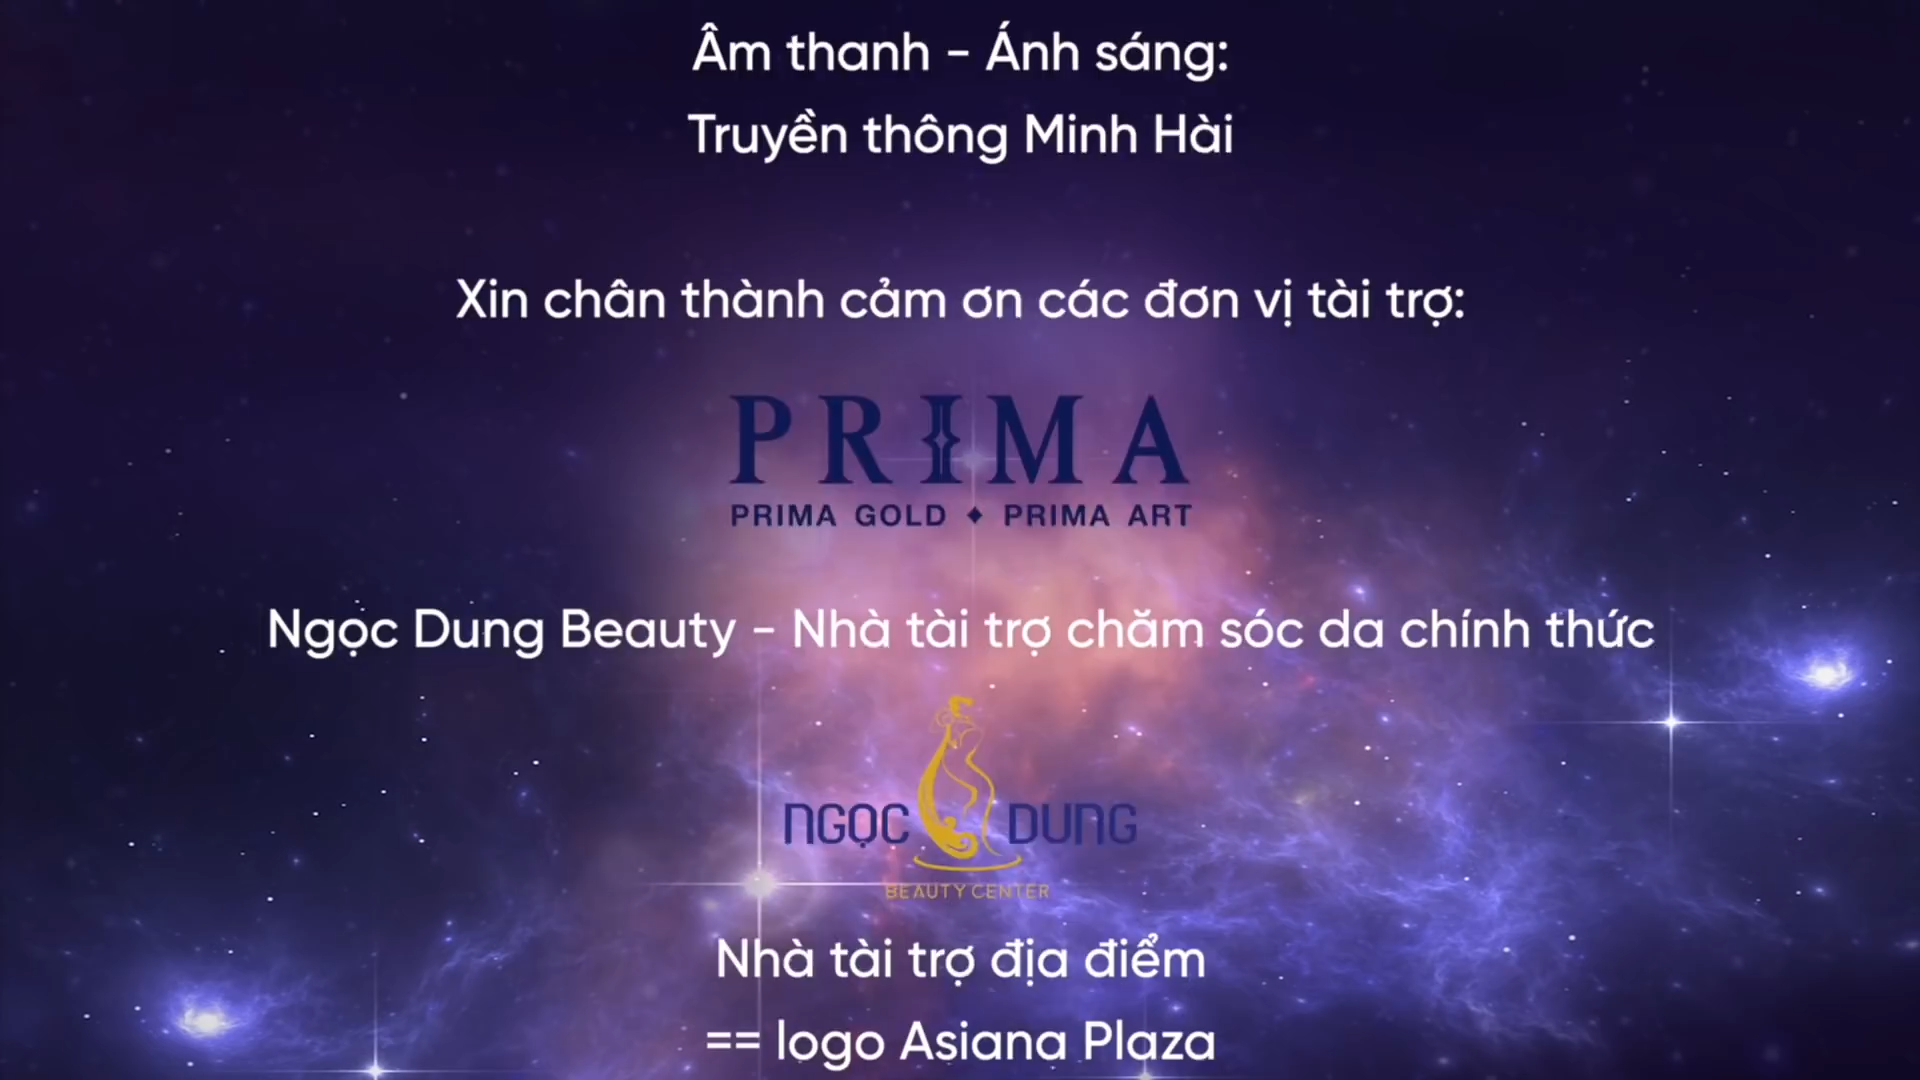 Âm thanh - Ánh sáng:
Truyền thông Minh Hài
Xin chân thành cảm ơn các đơn vị tài trợ:
PRIMA
PRIMA GOLD ◆ PRIMA ART
Ngọc Dung Beauty - Nhà tài trợ chăm sóc da chính thức
NGỌC DUNG
BEAUTY CENTER
Nhà tài trợ địa điểm
== logo Asiana Plaza